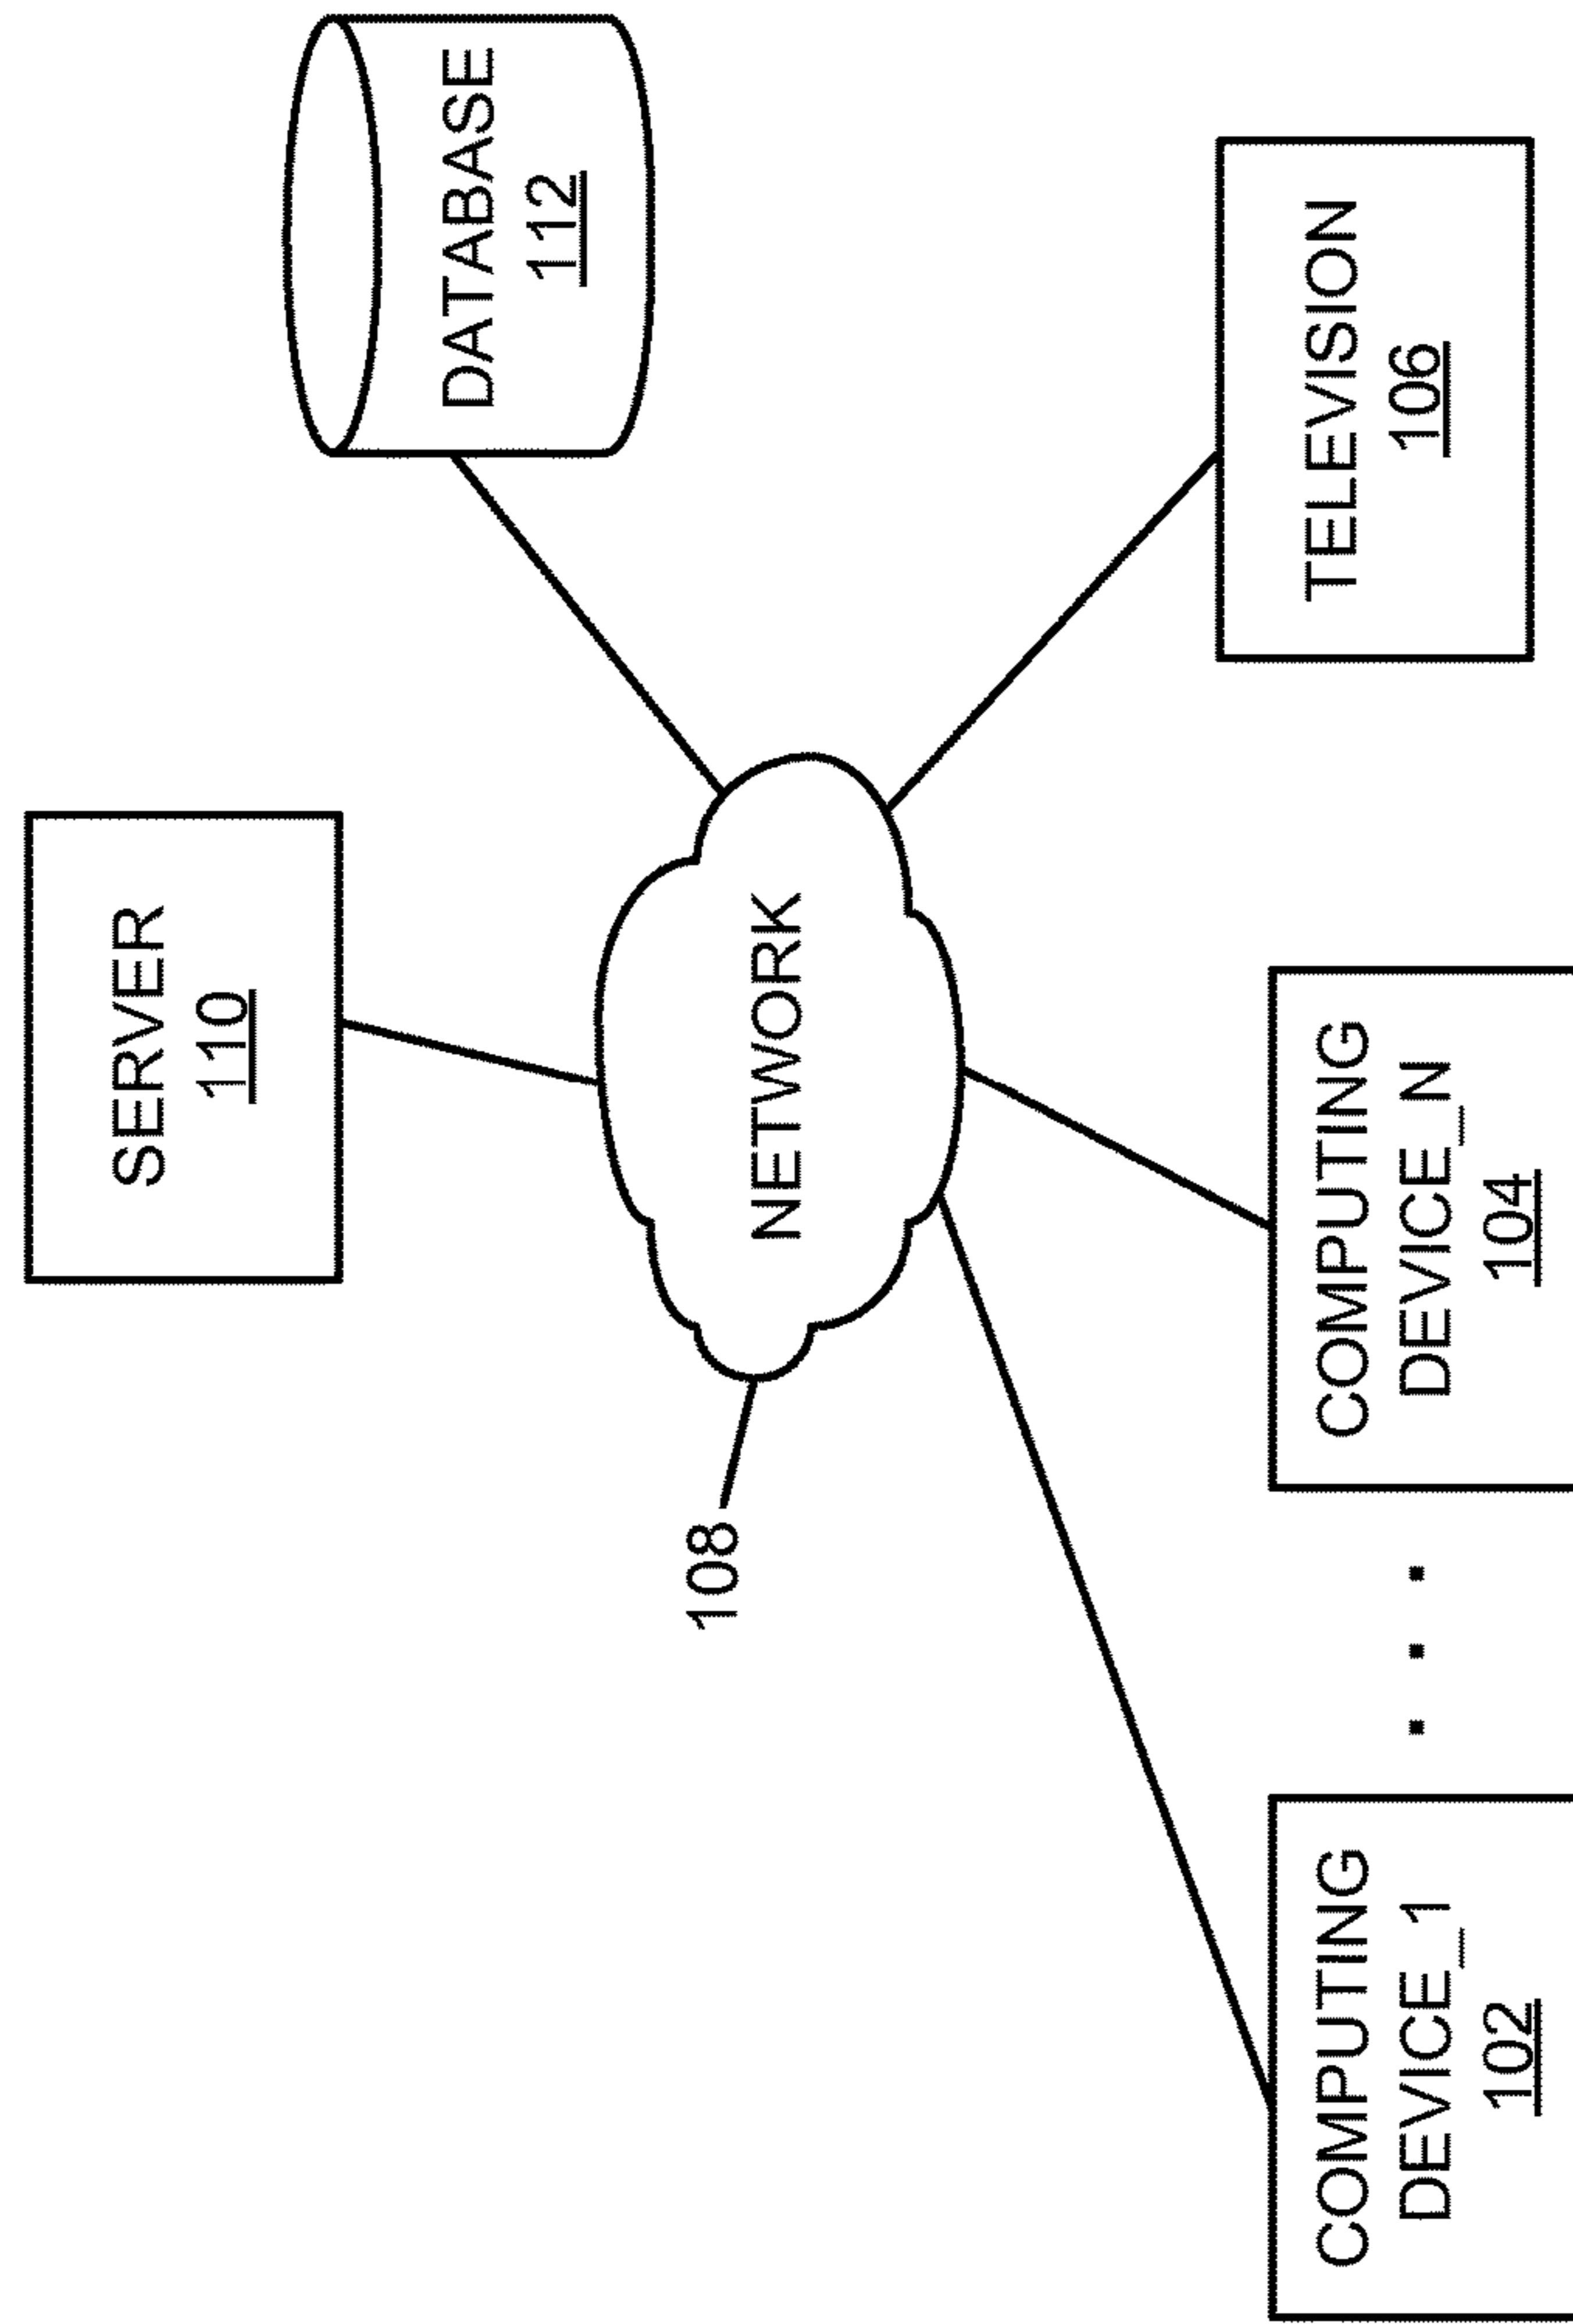 SERVER
110
DATABASE
112
NETWORK
108
COMPUTING
DEVICE_1
102
. . .
COMPUTING
DEVICE_N
104
TELEVISION
106